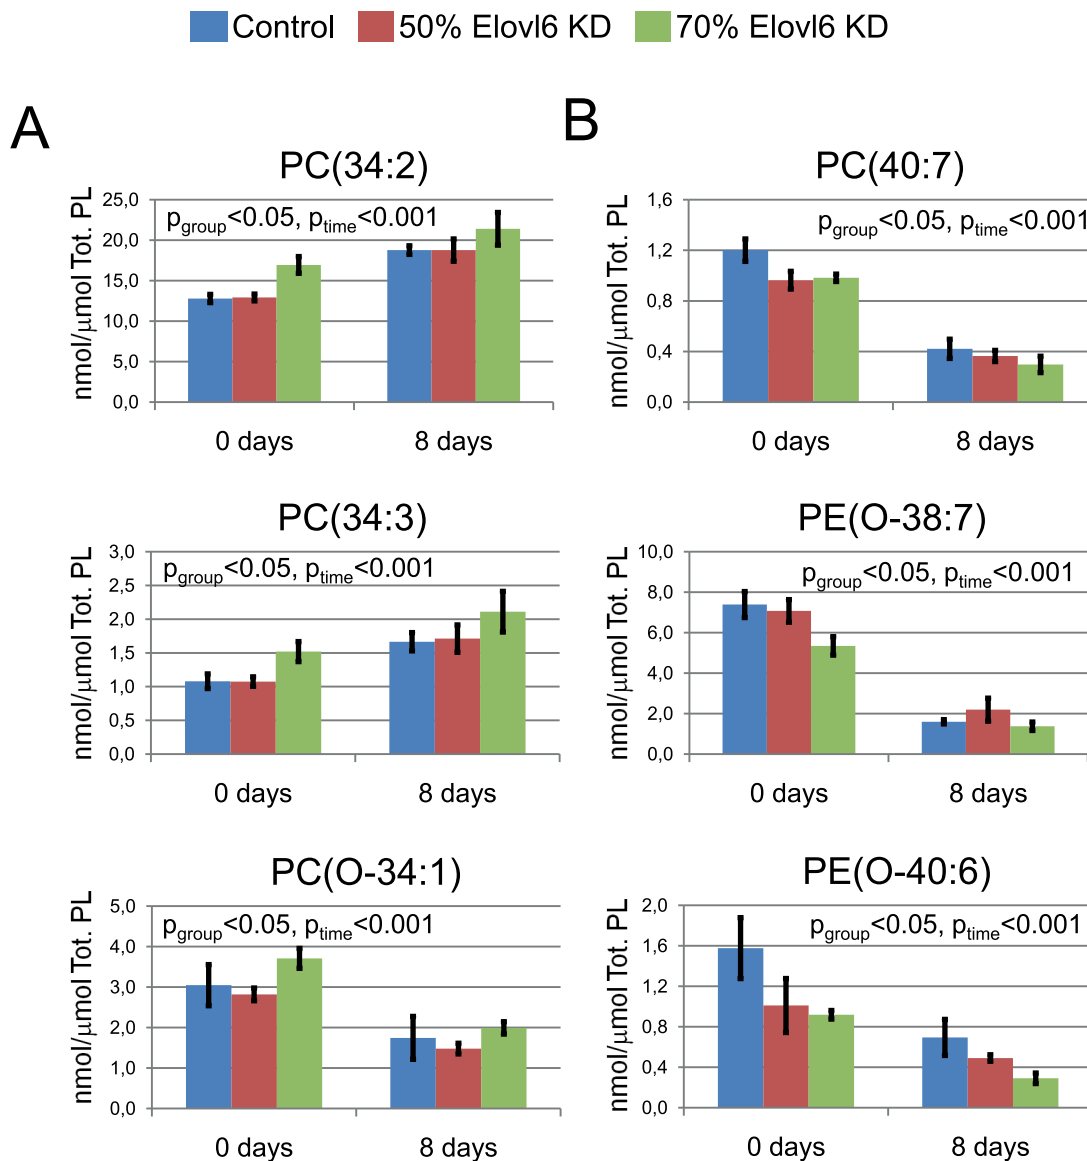 Control 50% Elovl6 KD 70% Elovl6 KD
A
PC(34:2)
nmol/μmol Tot. PL
25,0
20,0
15,0
10,0
5,0
0,0
pgroup<0.05, ptime<0.001
0 days 8 days
PC(34:3)
nmol/μmol Tot. PL
3,0
2,5
2,0
1,5
1,0
0,5
0,0
pgroup<0.05, ptime<0.001
0 days 8 days
PC(O-34:1)
nmol/μmol Tot. PL
5,0
4,0
3,0
2,0
1,0
0,0
pgroup<0.05, ptime<0.001
0 days 8 days
B
PC(40:7)
nmol/μmol Tot. PL
1,6
1,2
0,8
0,4
0,0
pgroup<0.05, ptime<0.001
0 days 8 days
PE(O-38:7)
nmol/μmol Tot. PL
10,0
8,0
6,0
4,0
2,0
0,0
pgroup<0.05, ptime<0.001
0 days 8 days
PE(O-40:6)
nmol/μmol Tot. PL
2,0
1,6
1,2
0,8
0,4
0,0
pgroup<0.05, ptime<0.001
0 days 8 days